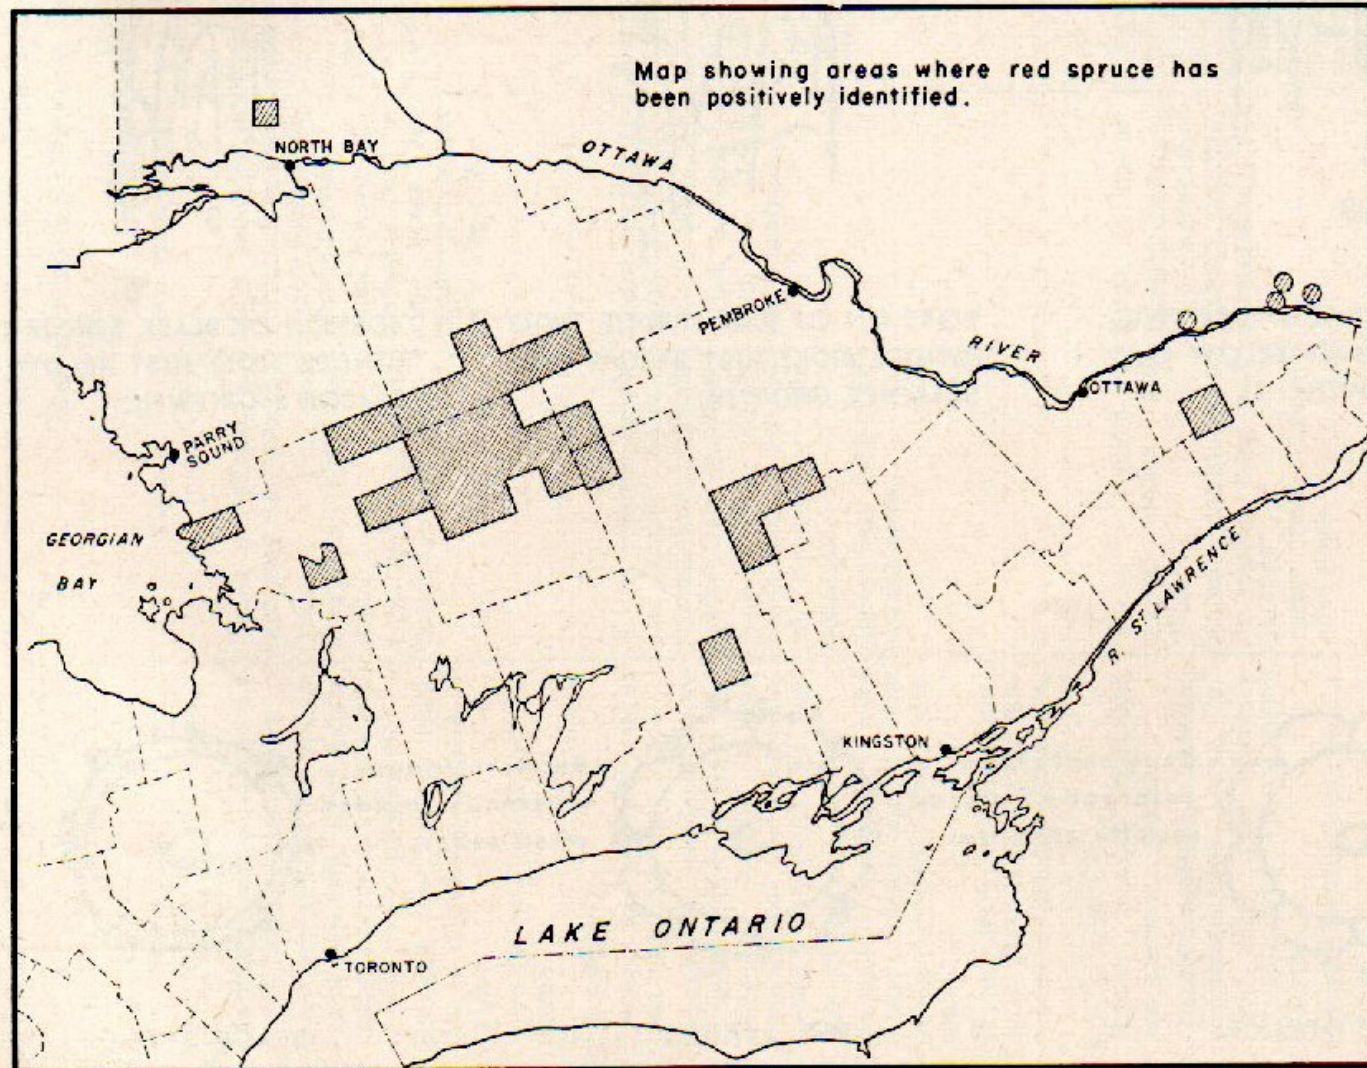 Map showing areas where red spruce has
been positively identified.
NORTH BAY
OTTAWA
PEMBROKE
RIVER
OTTAWA
PARRY
SOUND
GEORGIAN
BAY
R. ST LAWRENCE
KINGSTON
LAKE ONTARIO
TORONTO